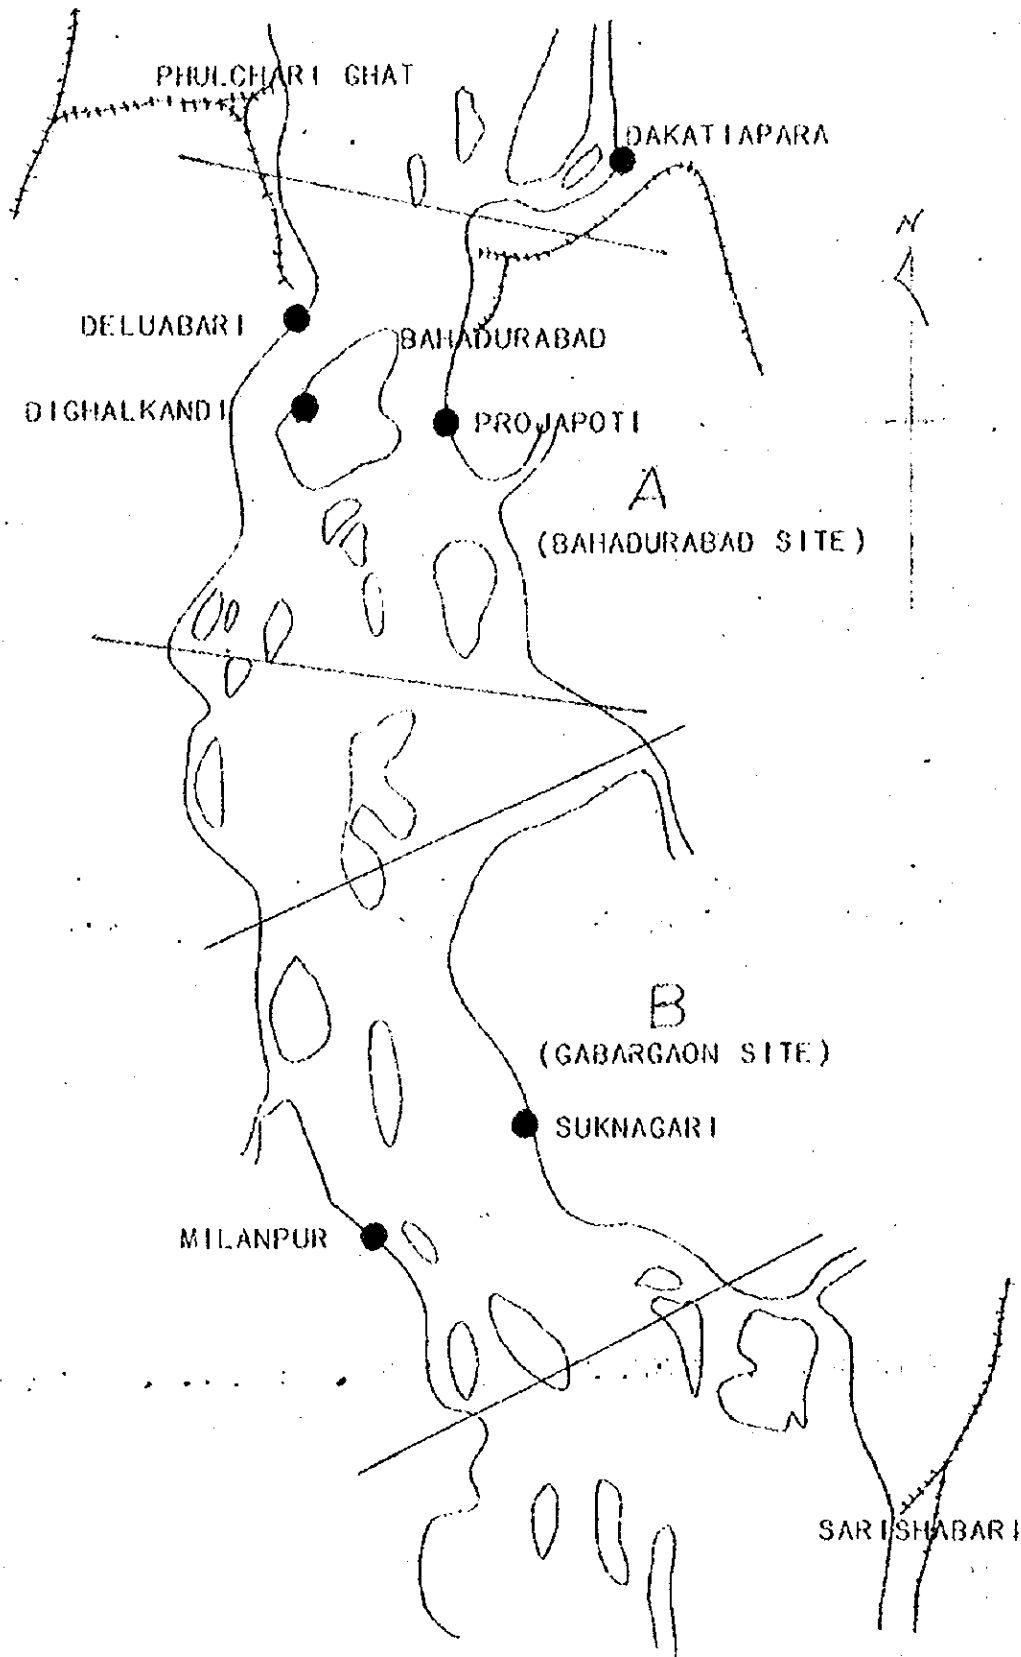 PHULCHARI GHAT
DAKATIAPARA
N
DELUABARI
BAHADURABAD
DIGHALKANDI
PROJAPOTI
A
(BAHADURABAD SITE)
B
(GABARGAON SITE)
SUKNAGARI
MILANPUR
SARISHABARI